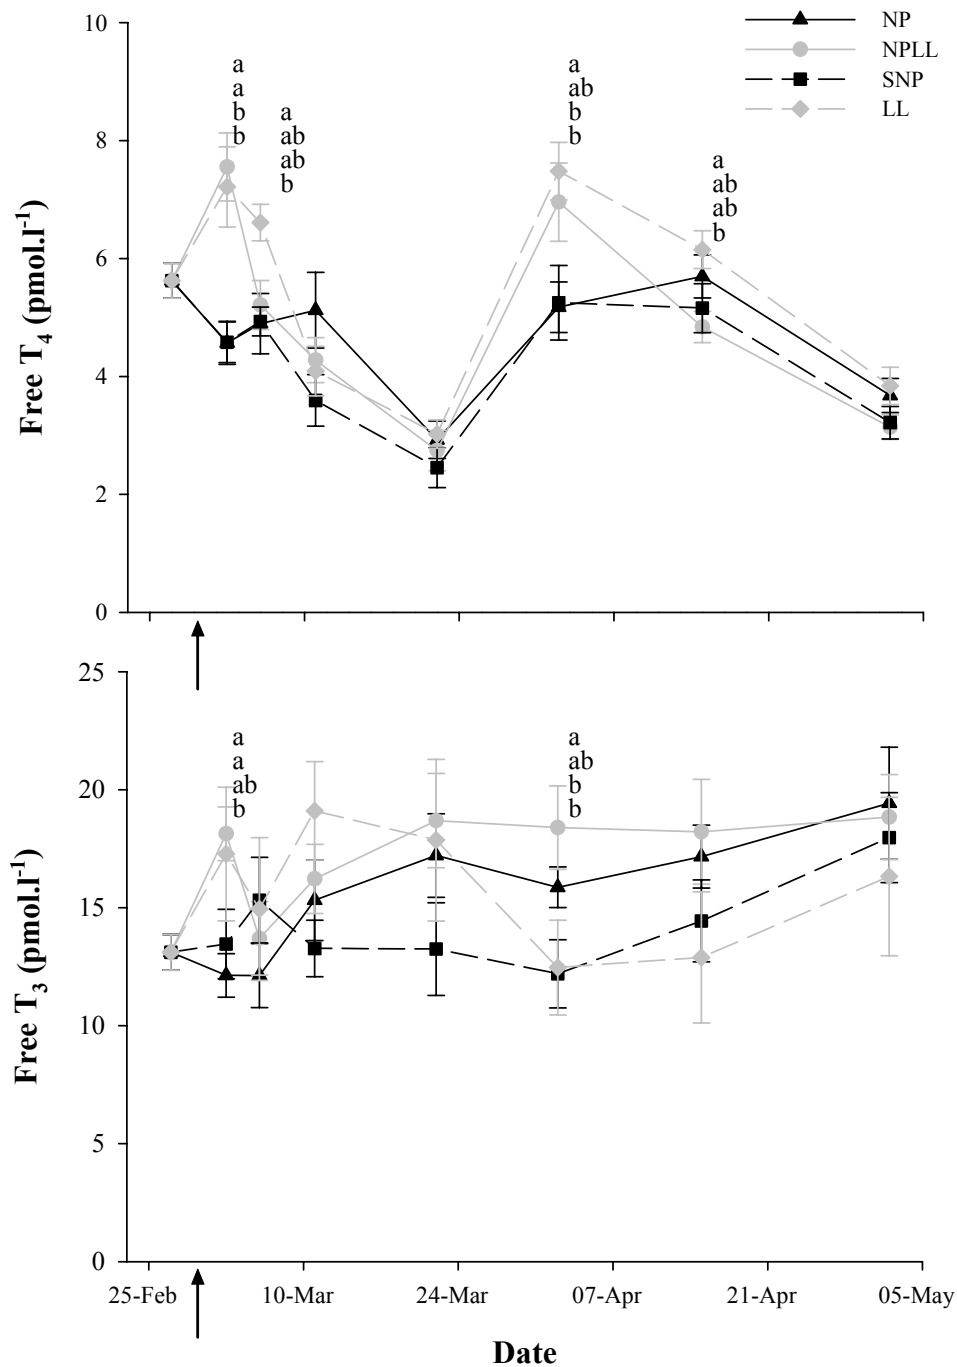 10
NP
NPLL
SNP
LL
a
a
b
b
a
ab
ab
b
a
ab
b
b
a
ab
ab
b
8
6
4
2
0
Free T4 (pmol.l-1)
25
a
a
ab
b
a
ab
b
b
20
15
10
5
0
Free T3 (pmol.l-1)
25-Feb 10-Mar 24-Mar 07-Apr 21-Apr 05-May
Date